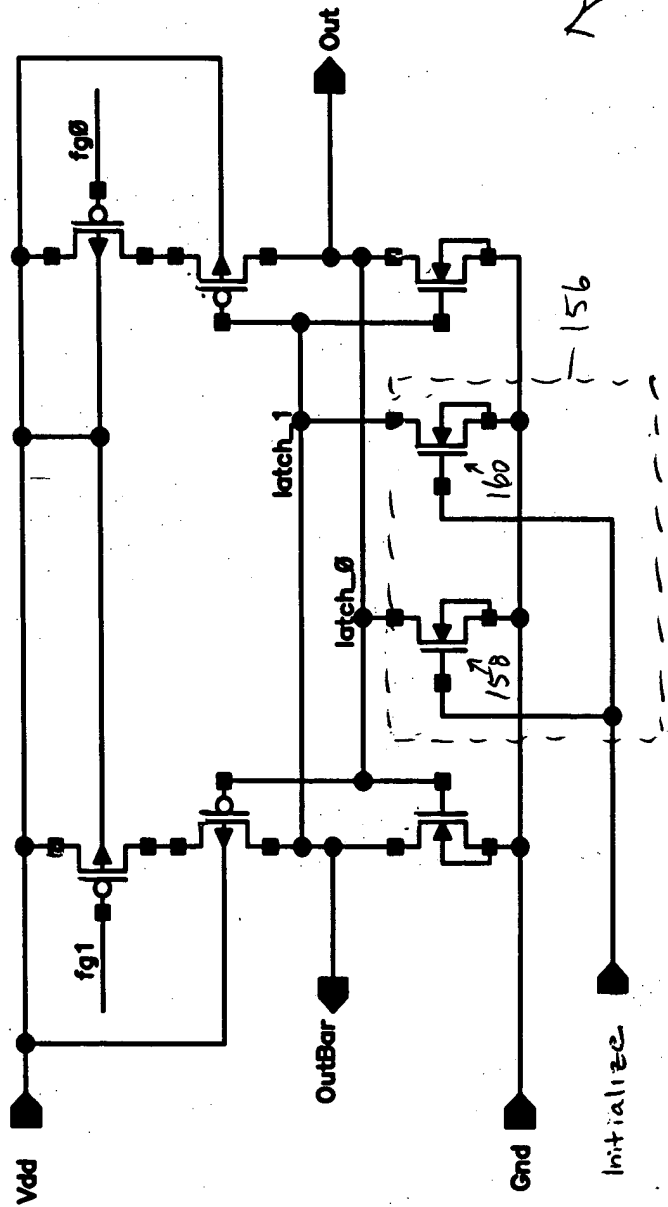 Vdd
fg1
fg0
Out
latch_1
latch_0
OutBar
156
158
160
Gnd
Initialize